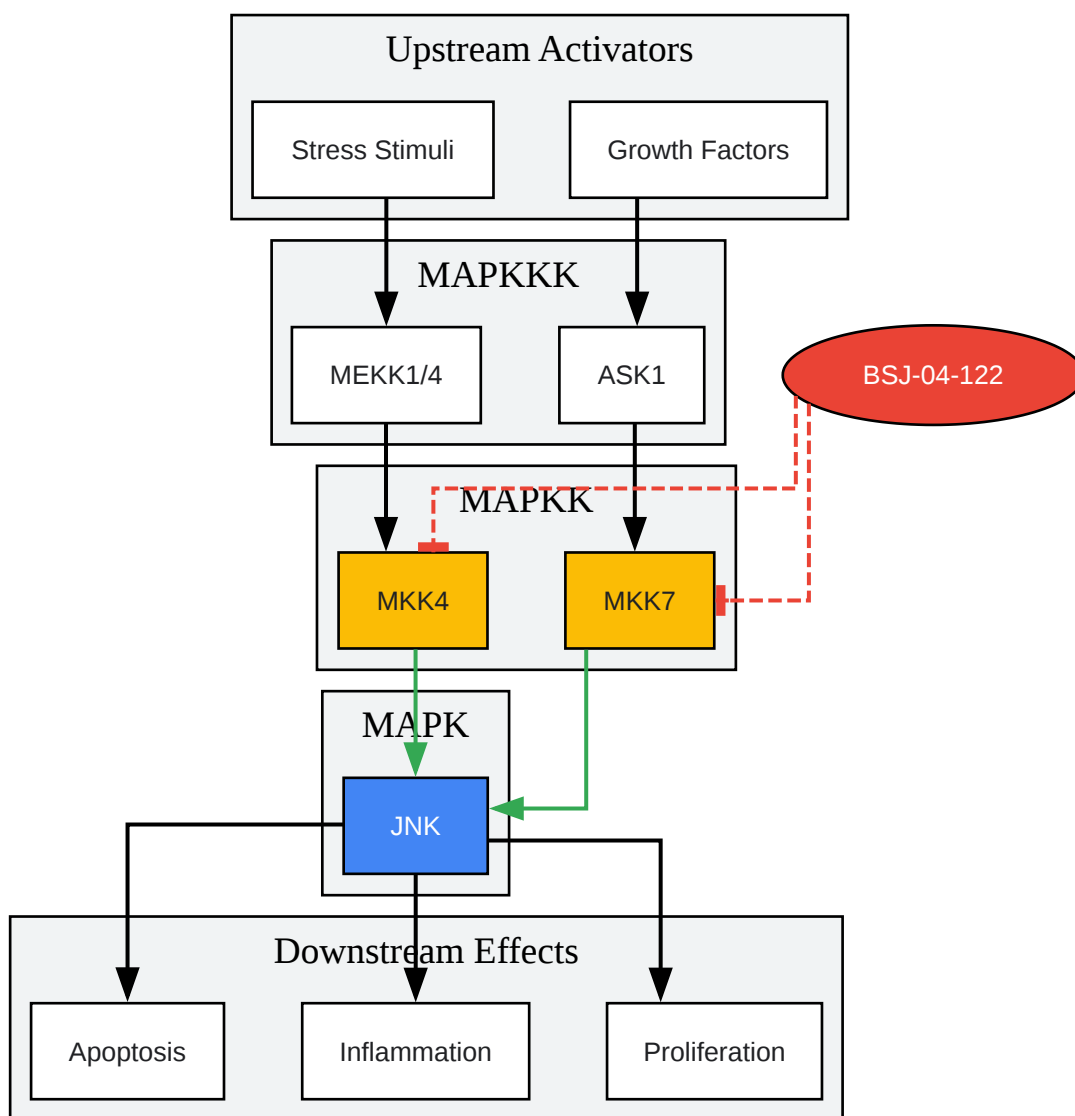 Upstream Activators
Stress Stimuli
Growth Factors
MAPKKK
MEKK1/4
ASK1
BSJ-04-122
MAPKK
MKK4
MKK7
MAPK
JNK
Downstream Effects
Apoptosis
Inflammation
Proliferation